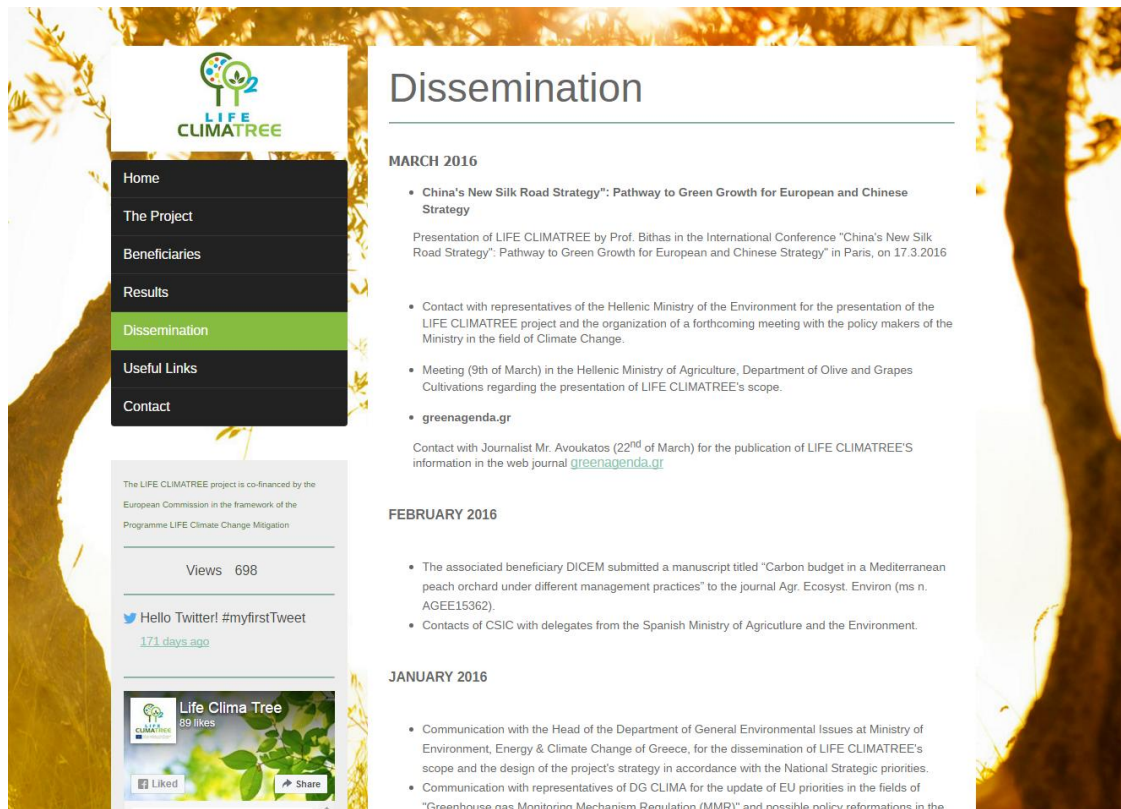 LIFE
CLIMATREE
Home
The Project
Beneficiaries
Results
Dissemination
Useful Links
Contact
The LIFE CLIMATREE project is co-financed by the
European Commission in the framework of the
Programme LIFE Climate Change Mitigation
Views 698
Hello Twitter! #myfirstTweet
171 days ago
Life Clima Tree
89 likes
LIFE
CLIMATREE
Liked
Share
Dissemination
MARCH 2016
• China's New Silk Road Strategy": Pathway to Green Growth for European and Chinese
Strategy
Presentation of LIFE CLIMATREE by Prof. Bithas in the International Conference "China's New Silk
Road Strategy": Pathway to Green Growth for European and Chinese Strategy" in Paris, on 17.3.2016
• Contact with representatives of the Hellenic Ministry of the Environment for the presentation of the
LIFE CLIMATREE project and the organization of a forthcoming meeting with the policy makers of the
Ministry in the field of Climate Change.
• Meeting (9th of March) in the Hellenic Ministry of Agriculture, Department of Olive and Grapes
Cultivations regarding the presentation of LIFE CLIMATREE's scope.
• greenagenda.gr
Contact with Journalist Mr. Avoukatos (22nd of March) for the publication of LIFE CLIMATREE'S
information in the web journal greenagenda.gr
FEBRUARY 2016
• The associated beneficiary DICEM submitted a manuscript titled “Carbon budget in a Mediterranean
peach orchard under different management practices” to the journal Agr. Ecosyst. Environ (ms n.
AGEE15362).
• Contacts of CSIC with delegates from the Spanish Ministry of Agricutlure and the Environment.
JANUARY 2016
• Communication with the Head of the Department of General Environmental Issues at Ministry of
Environment, Energy & Climate Change of Greece, for the dissemination of LIFE CLIMATREE's
scope and the design of the project's strategy in accordance with the National Strategic priorities.
• Communication with representatives of DG CLIMA for the update of EU priorities in the fields of
"Greenhouse gas Monitoring Mechanism Regulation (MMR)" and possible policy reformations in the